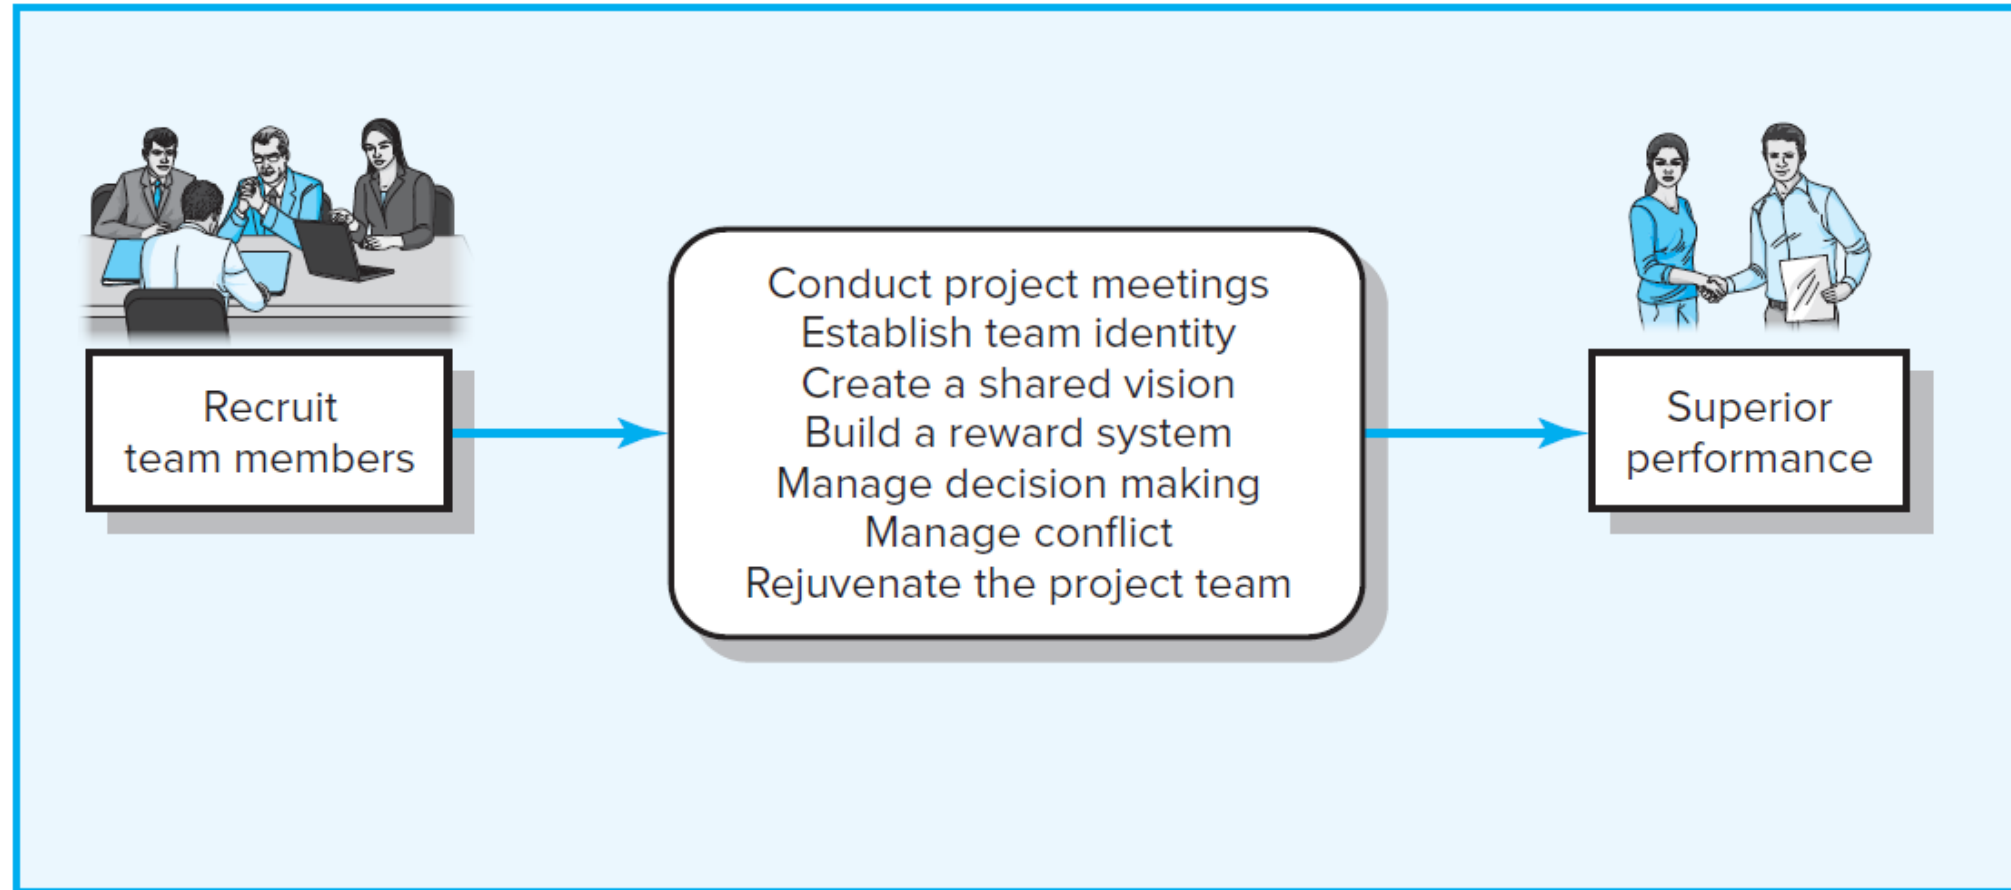 Recruit
team members
Conduct project meetings
Establish team identity
Create a shared vision
Build a reward system
Manage decision making
Manage conflict
Rejuvenate the project team
Superior
performance